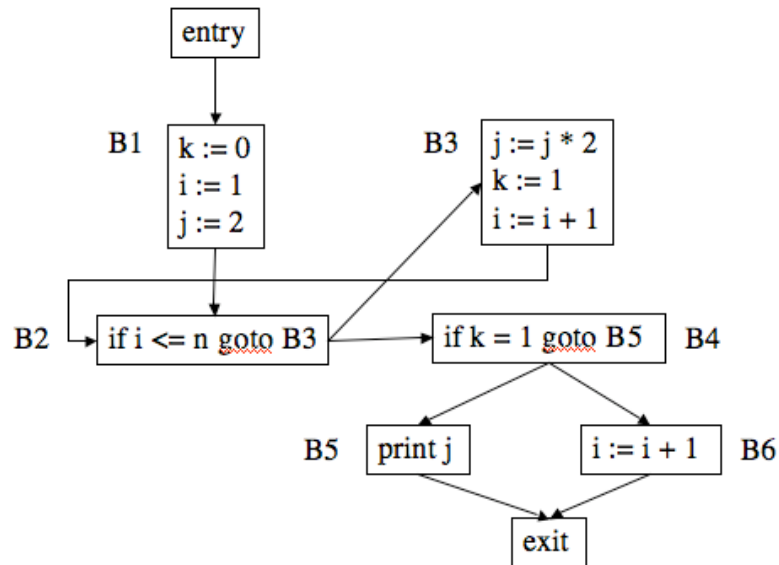 entry
B1
k := 0
i := 1
j := 2
B3
j := j * 2
k := 1
i := i + 1
B2
if i <= n goto B3
if k = 1 goto B5
B4
B5
print j
i := i + 1
B6
exit